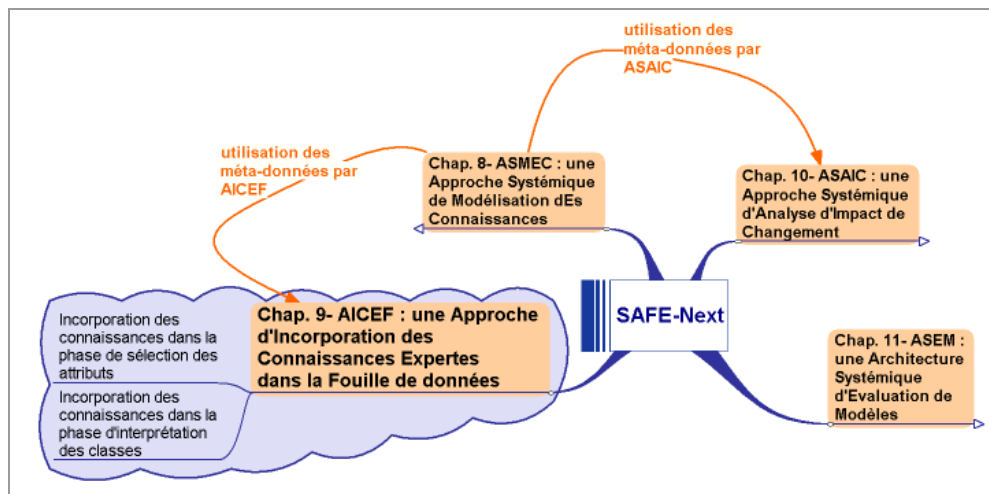 utilisation des
méta-données par
ASAIC
utilisation des
méta-données par
AICEF
Chap. 8- ASMEC : une
Approche Systémique
de Modélisation dEs
Connaissances
Chap. 10- ASAIC : une
Approche Systémique
d'Analyse d'Impact de
Changement
SAFE-Next
Chap. 9- AICEF : une Approche
d'Incorporation des
Connaissances Expertes
dans la Fouille de données
Incorporation des
connaissances dans la
phase de sélection des
attributs
Incorporation des
connaissances dans la
phase d'interprétation
des classes
Chap. 11- ASEM :
une Architecture
Systémique
d'Evaluation de
Modèles